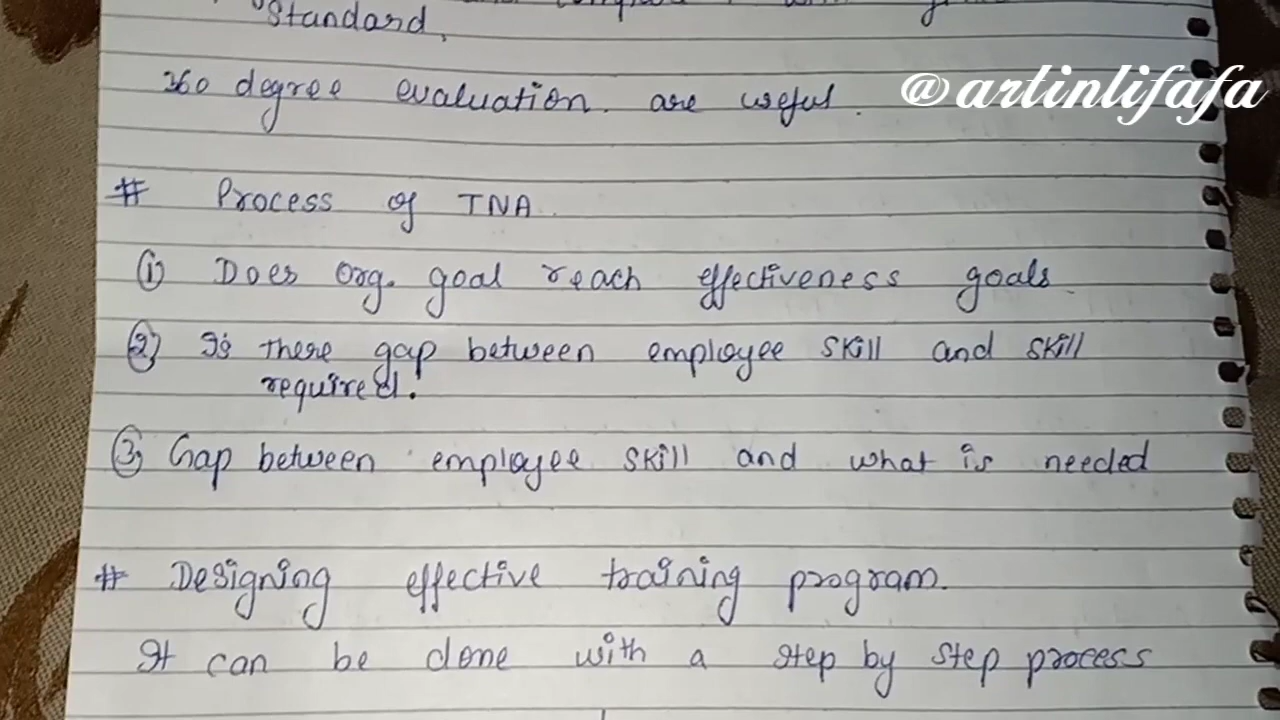 Standard,
360 degree evaluation. are useful.
@artinlifafa
# Process of TNA.
① Does Org. goal reach effectiveness goals
② Is there gap between employee skill and skill
required.
③ Gap between employee skill and what is needed
# Designing effective training program.
It can be done with a step by step process